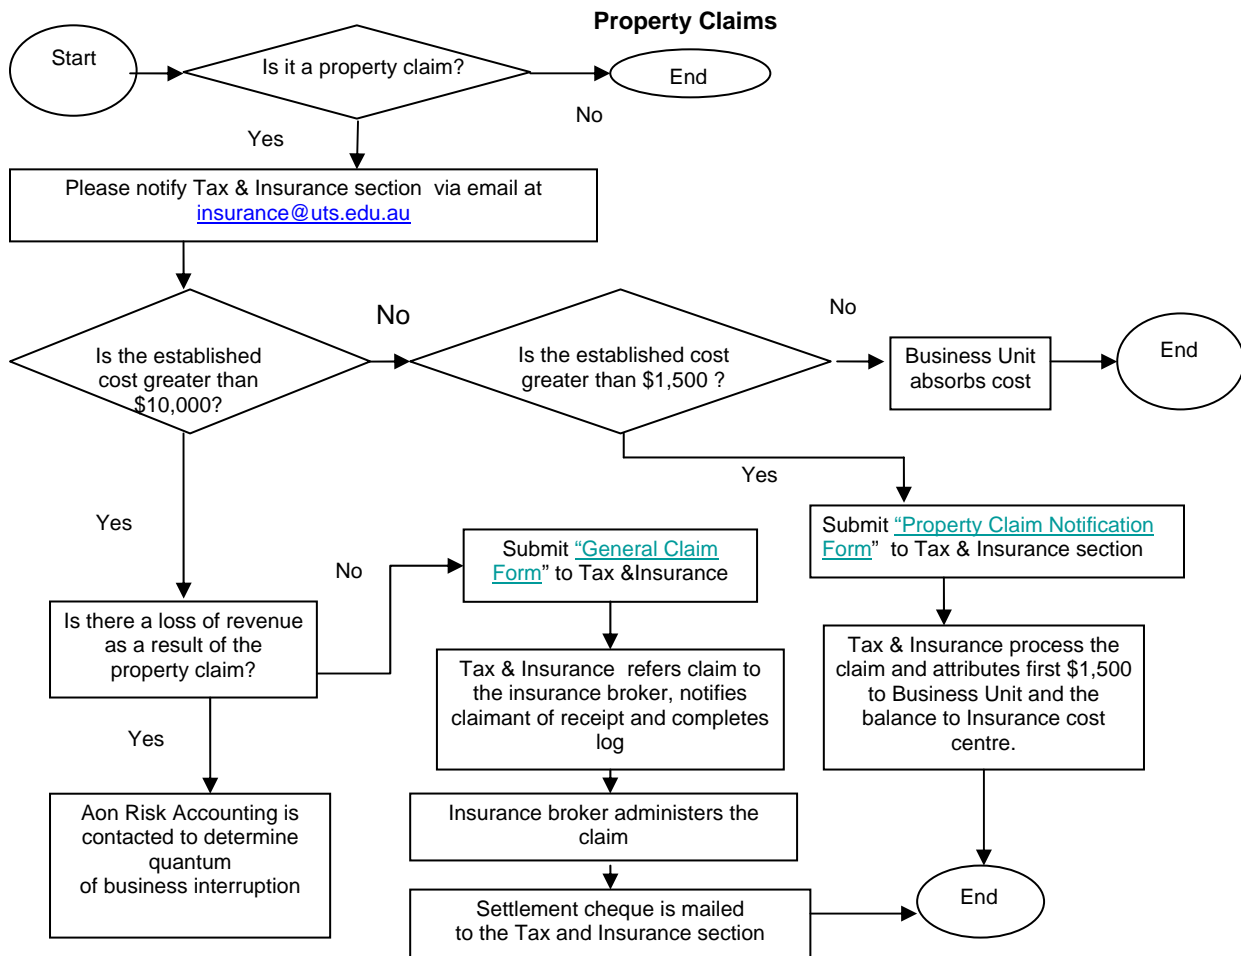 Property Claims
Start
Is it a property claim?
End
No
Yes
Please notify Tax & Insurance section  via email at
insurance@uts.edu.au
Is the established
cost greater than
$10,000?
No
Is the established cost
greater than $1,500 ?
No
Business Unit
absorbs cost
End
Yes
Submit “Property Claim Notification
Form”  to Tax & Insurance section
Tax & Insurance process the
claim and attributes first $1,500
to Business Unit and the
balance to Insurance cost
centre.
Yes
Is there a loss of revenue
as a result of the
property claim?
No
Submit “General Claim
Form” to Tax &Insurance
Tax & Insurance  refers claim to
the insurance broker, notifies
claimant of receipt and completes
log
Insurance broker administers the
claim
Settlement cheque is mailed
to the Tax and Insurance section
End
Yes
Aon Risk Accounting is
contacted to determine
quantum
of business interruption